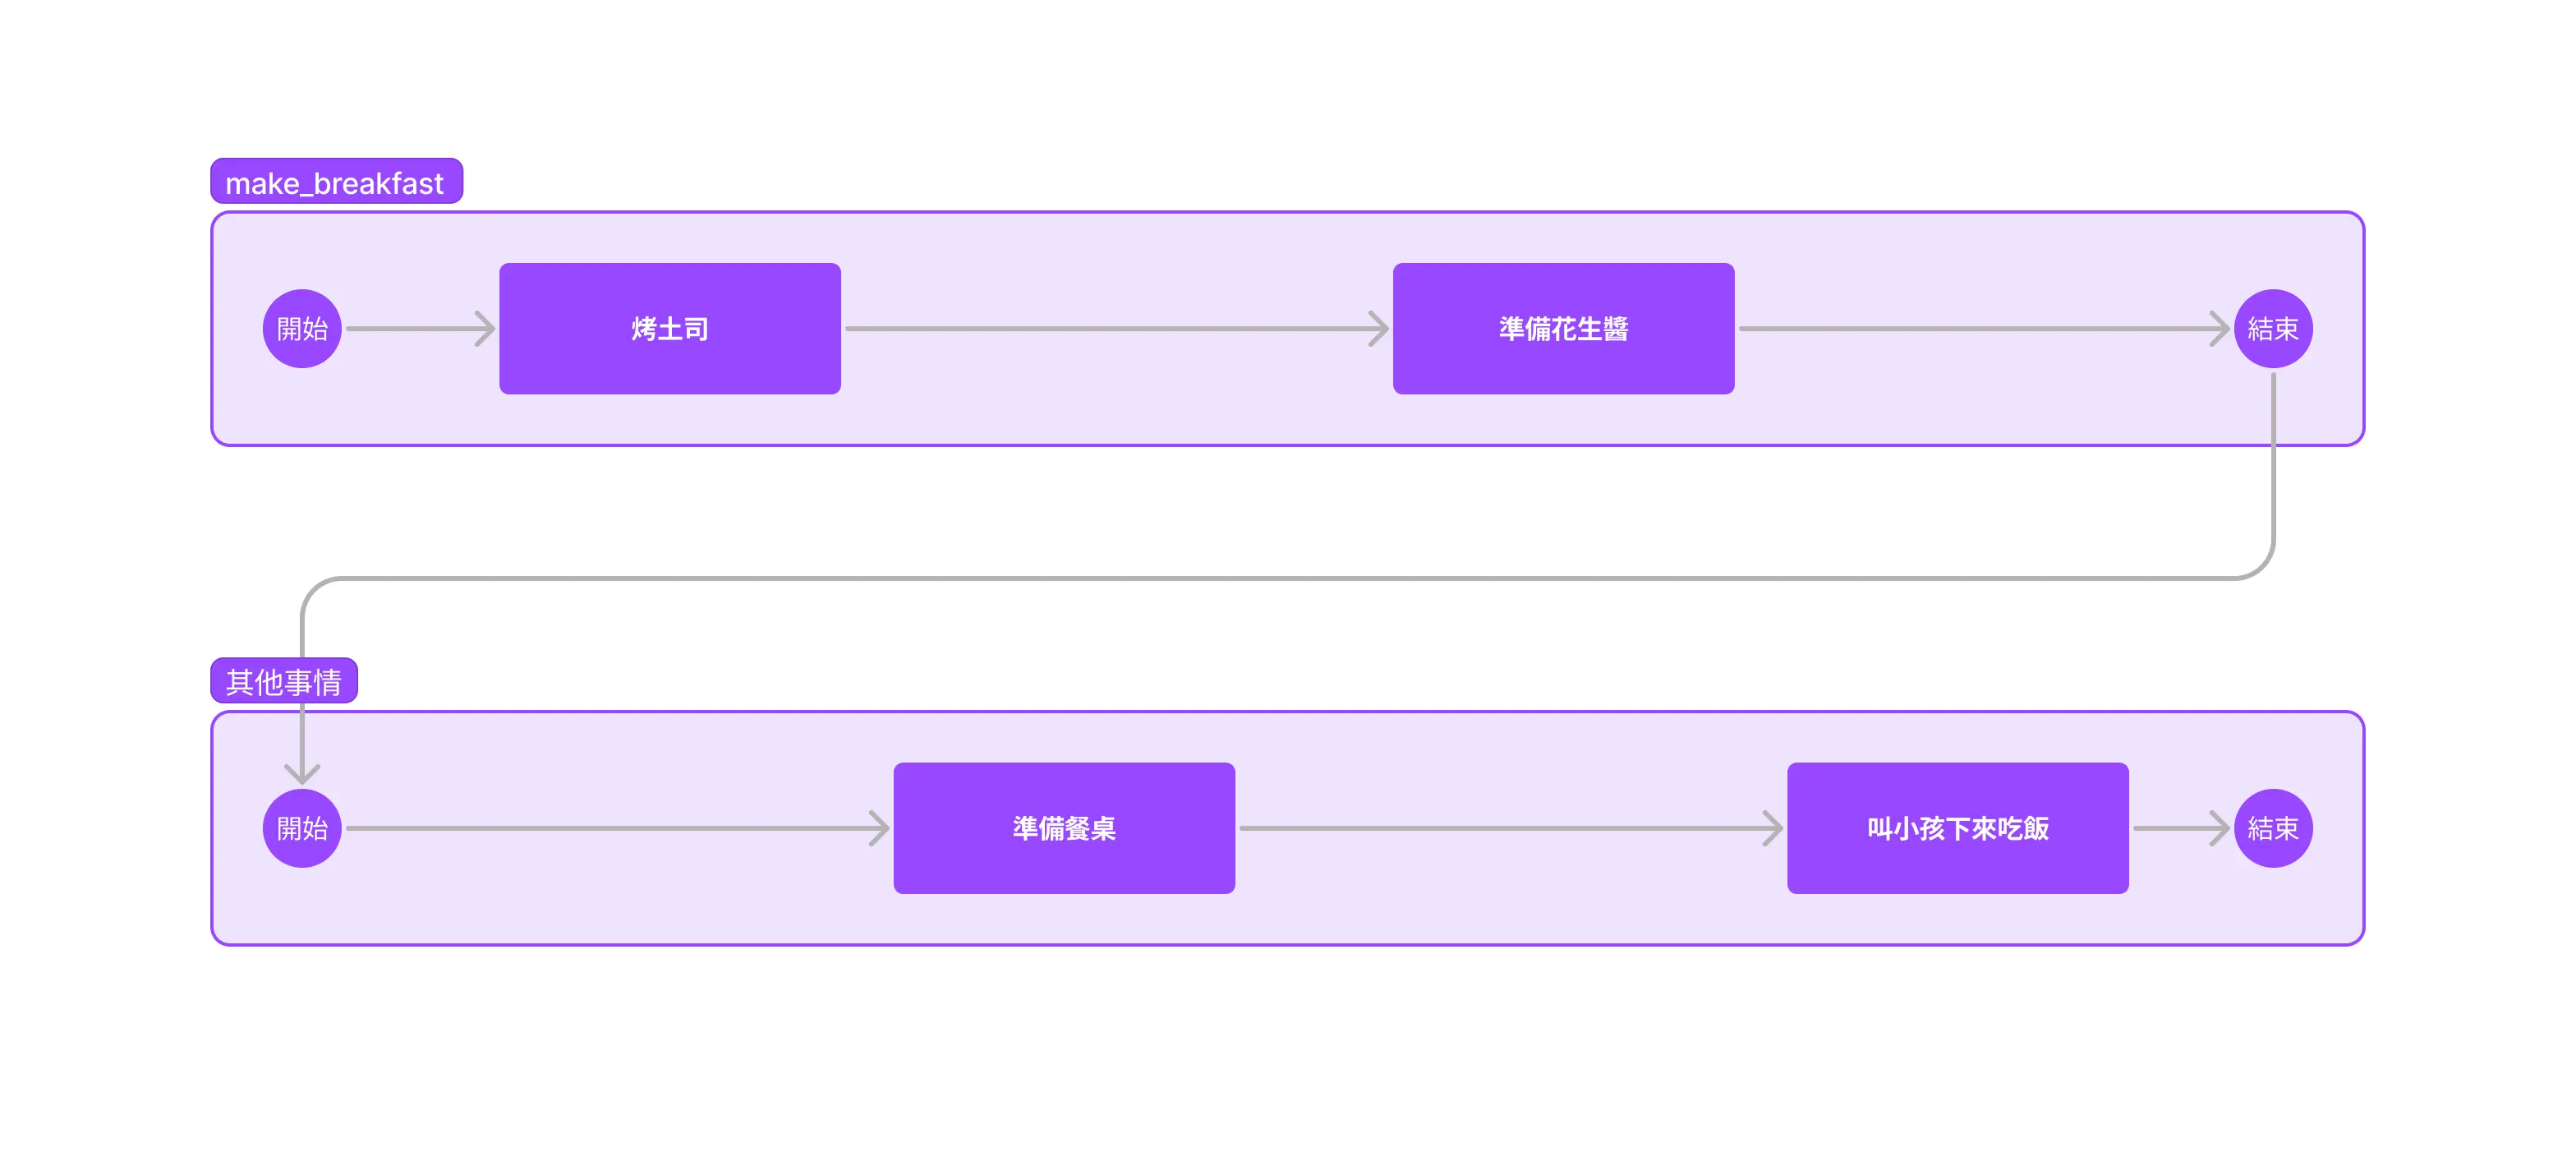 make_breakfast
開始
烤土司
準備花生醬
結束
其他事情
開始
準備餐桌
叫小孩下來吃飯
結束